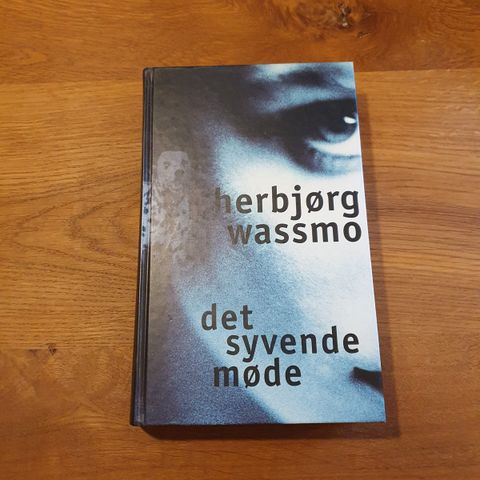 herbjørg
wassmo
det
syvende
møde